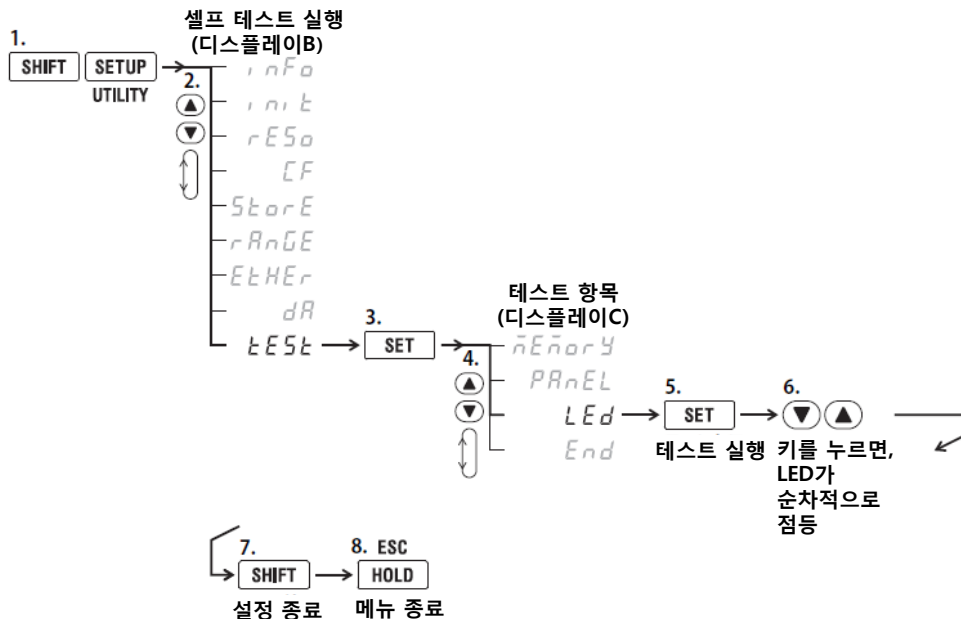 셀프 테스트 실행
(디스플레이B)
1.
SHIFT SETUP
UTILITY
2.
inFo
init
rESo
CF
StorE
rAnGE
EtHEr
dA
tESt
3.
SET
테스트 항목
(디스플레이C)
4.
mEmorY
PAnEL
LEd
End
5.
SET
테스트 실행
6.
키를 누르면,
LED가
순차적으로
점등
7.
SHIFT
설정 종료
8. ESC
HOLD
메뉴 종료